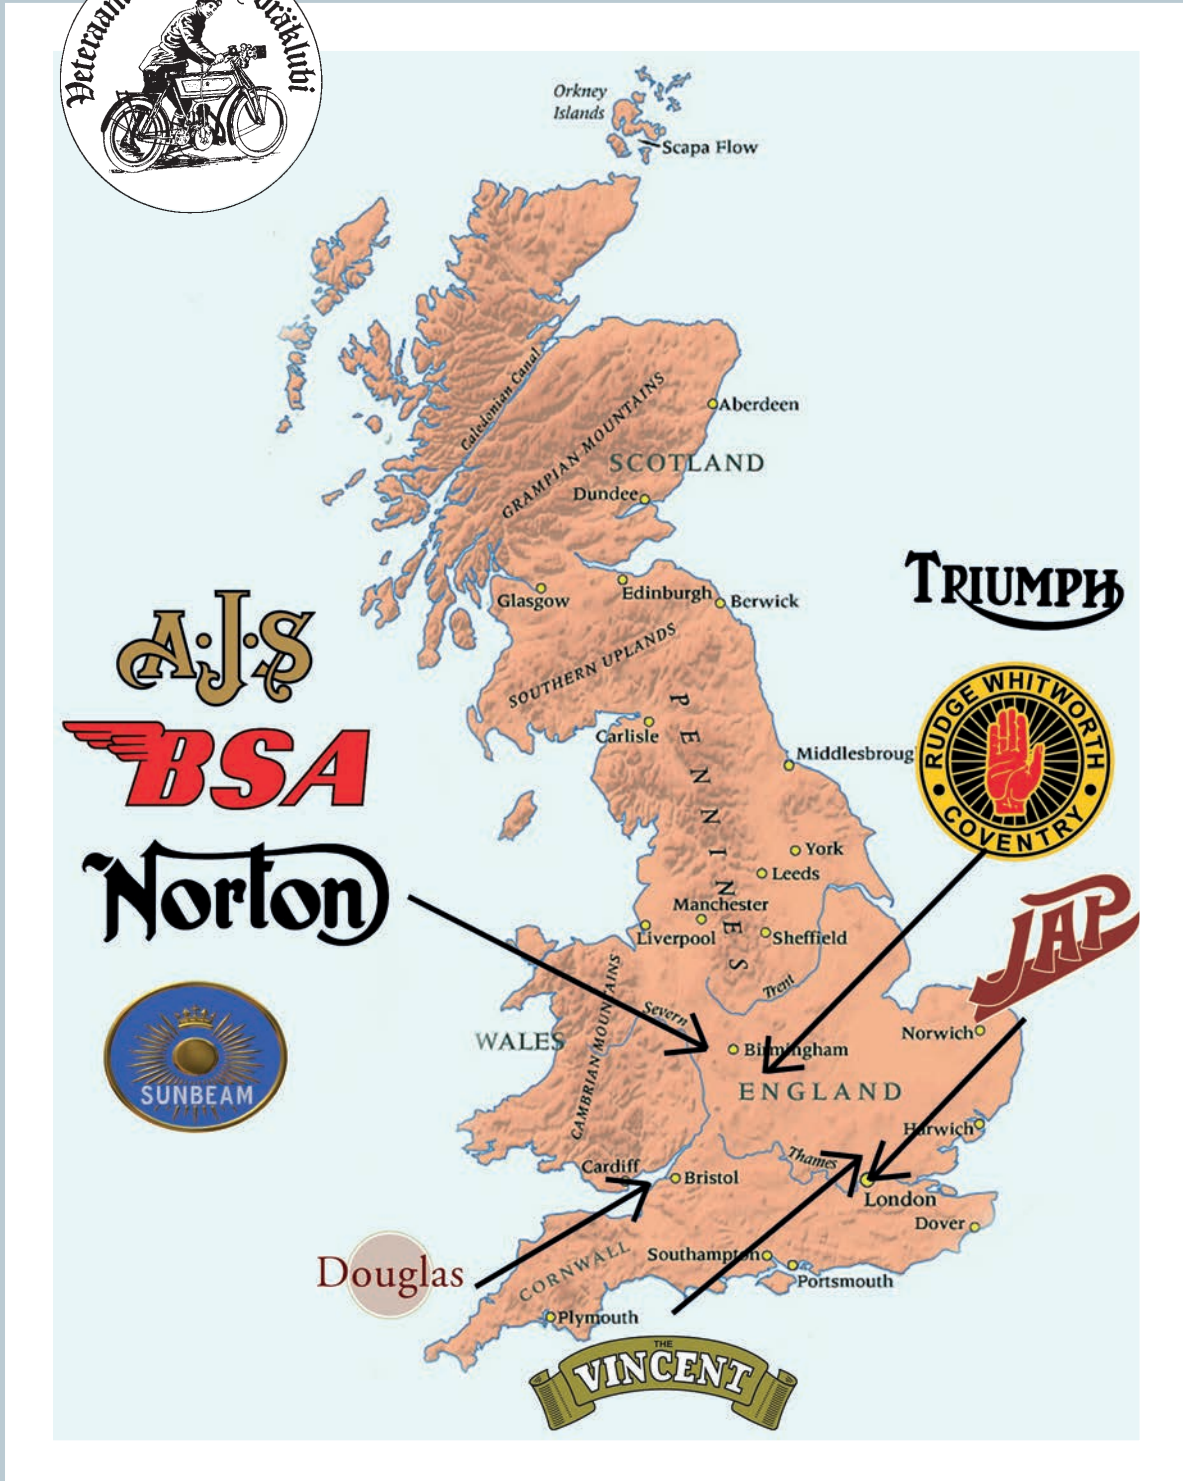 Orkney
Islands
Scapa Flow
Caledonian Canal
GRAMPIAN MOUNTAINS
Aberdeen
SCOTLAND
Dundee
Glasgow
Edinburgh
Berwick
SOUTHERN UPLANDS
TRIUMPH
A·J·S
BSA
Norton
SUNBEAM
PENNINES
Carlisle
Middlesbroug
RUDGE WHITWORTH
COVENTRY
York
Leeds
Manchester
Liverpool
Sheffield
JAP
Trent
Severn
Norwich
WALES
CAMBRIAN MOUNTAINS
Birmingham
ENGLAND
Harwich
Thames
Cardiff
Bristol
London
Dover
Douglas
CORNWALL
Southampton
Portsmouth
Plymouth
THE
VINCENT